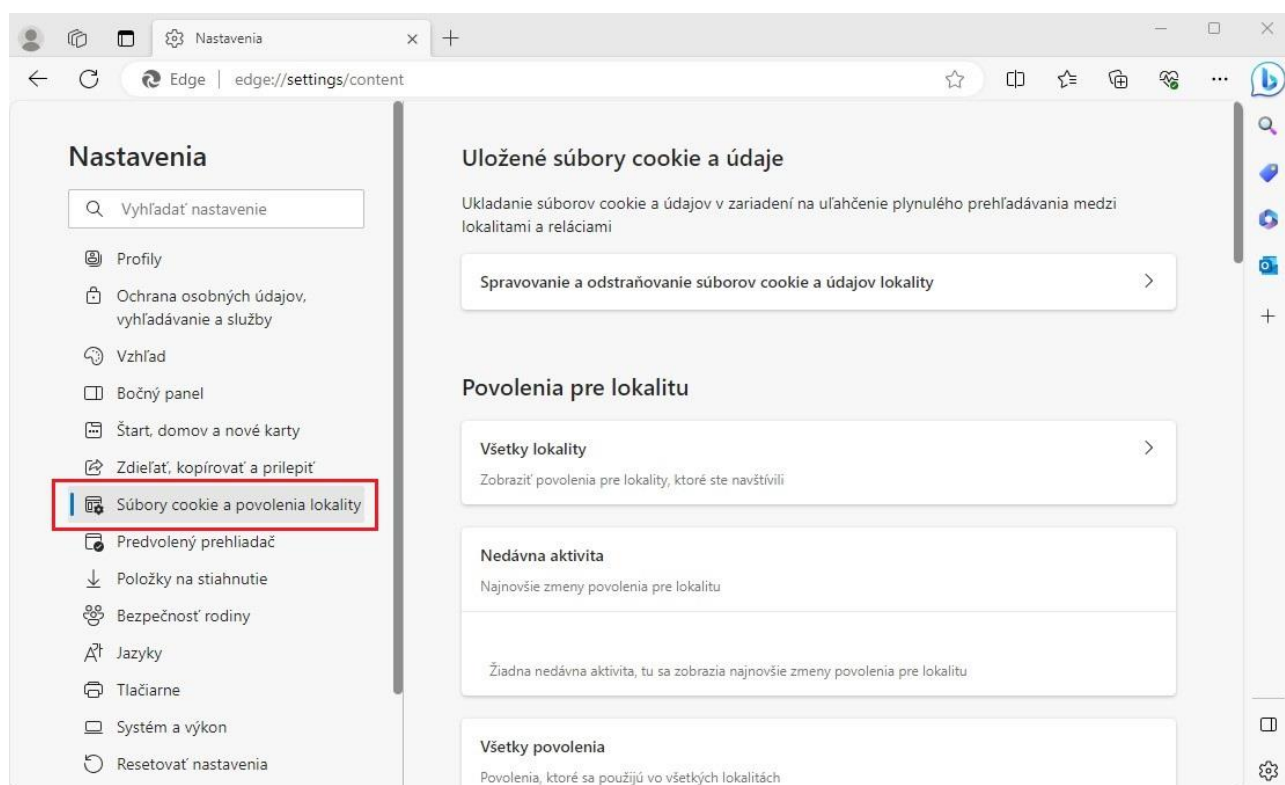 Nastavenia
Edge | edge://settings/content
Nastavenia
Vyhľadať nastavenie
Profily
Ochrana osobných údajov,
vyhľadávanie a služby
Vzhľad
Bočný panel
Štart, domov a nové karty
Zdieľať, kopírovať a prilepiť
Súbory cookie a povolenia lokality
Predvolený prehliadač
Položky na stiahnutie
Bezpečnosť rodiny
Jazyky
Tlačiarne
Systém a výkon
Resetovať nastavenia
Uložené súbory cookie a údaje
Ukladanie súborov cookie a údajov v zariadení na uľahčenie plynulého prehľadávania medzi
lokalitami a reláciami
Spravovanie a odstraňovanie súborov cookie a údajov lokality
Povolenia pre lokalitu
Všetky lokality
Zobraziť povolenia pre lokality, ktoré ste navštívili
Nedávna aktivita
Najnovšie zmeny povolenia pre lokalitu
Žiadna nedávna aktivita, tu sa zobrazia najnovšie zmeny povolenia pre lokalitu
Všetky povolenia
Povolenia, ktoré sa použijú vo všetkých lokalitách